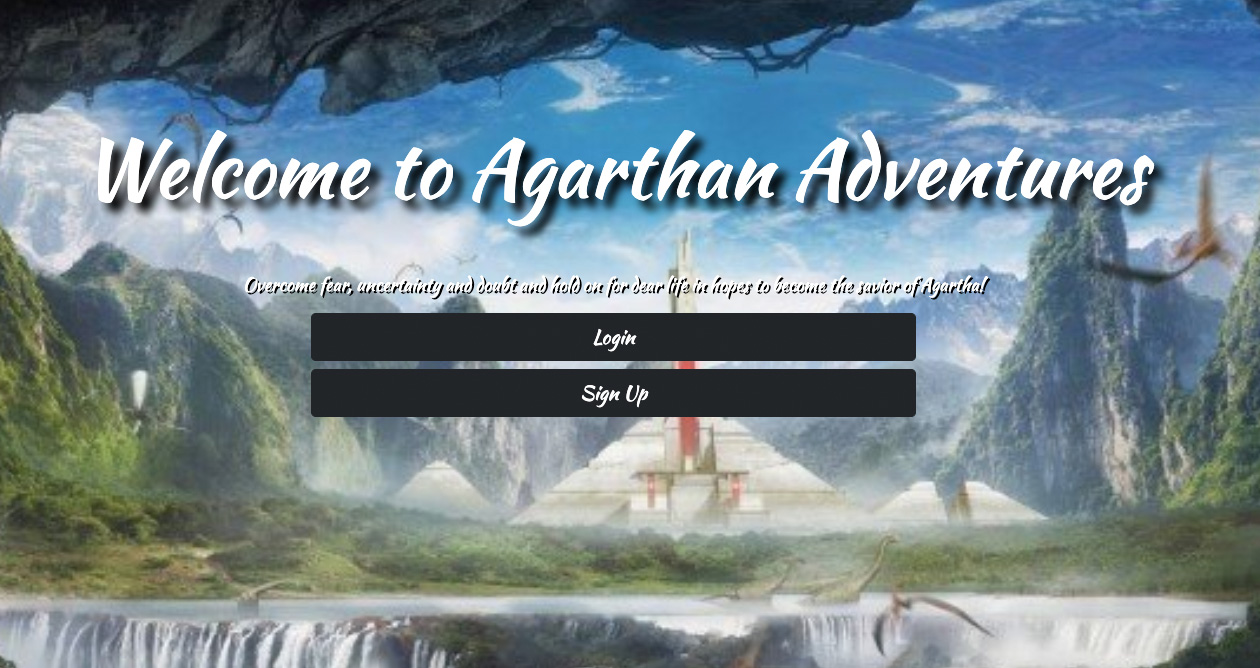 Welcome to Agarthan Adventures
Overcome fear, uncertainty and doubt and hold on for dear life in hopes to become the savior of Agartha!
Login
Sign Up